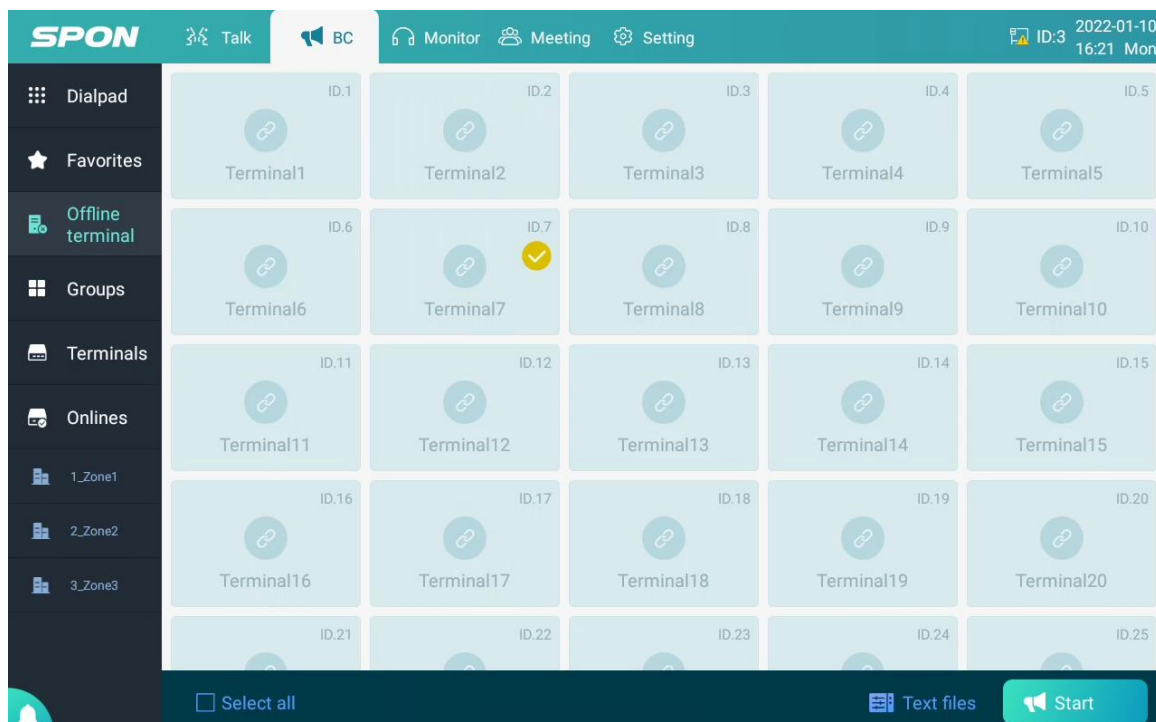 SPON
Talk
BC
Monitor
Meeting
Setting
ID:3
2022-01-10
16:21 Mon
Dialpad
Favorites
Offline
terminal
Groups
Terminals
Onlines
1_Zone1
2_Zone2
3_Zone3
ID.1
Terminal1
ID.2
Terminal2
ID.3
Terminal3
ID.4
Terminal4
ID.5
Terminal5
ID.6
Terminal6
ID.7
Terminal7
ID.8
Terminal8
ID.9
Terminal9
ID.10
Terminal10
ID.11
Terminal11
ID.12
Terminal12
ID.13
Terminal13
ID.14
Terminal14
ID.15
Terminal15
ID.16
Terminal16
ID.17
Terminal17
ID.18
Terminal18
ID.19
Terminal19
ID.20
Terminal20
ID.21
ID.22
ID.23
ID.24
ID.25
Select all
Text files
Start